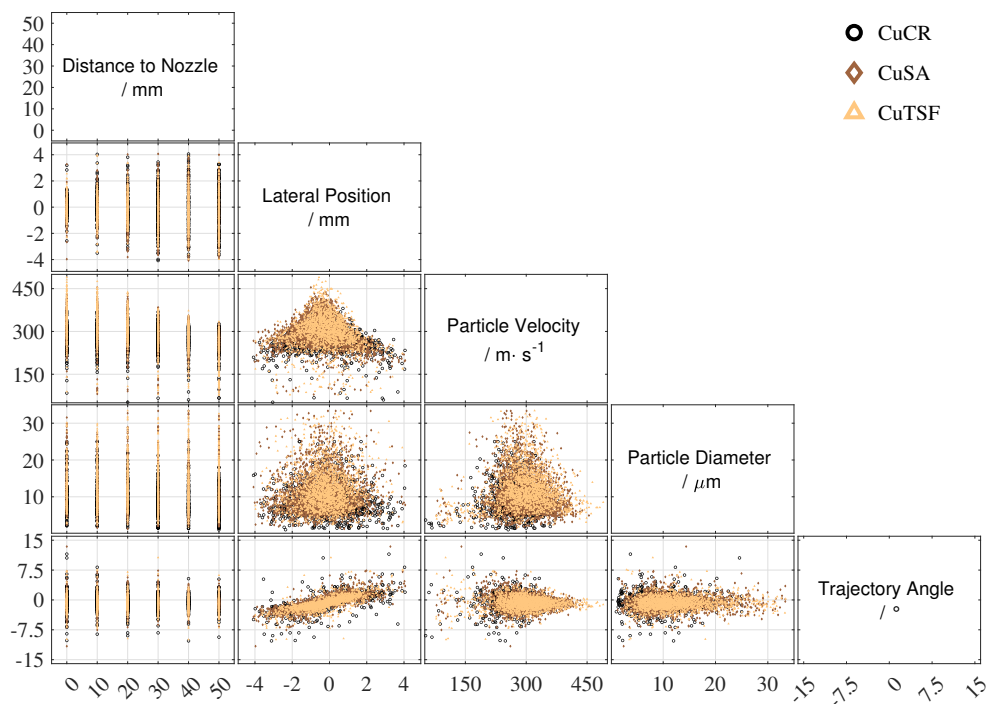 50
40
30
20
10
0
Distance to Nozzle
/ mm
CuCR
CuSA
CuTSF
4
2
0
-2
-4
Lateral Position
/ mm
450
300
150
Particle Velocity
/ m· s⁻¹
30
20
10
Particle Diameter
/ μm
15
7.5
0
-7.5
-15
Trajectory Angle
/ °
0 10 20 30 40 50 -4 -2 0 2 4 150 300 450 10 20 30 -15 -7.5 0 7.5 15